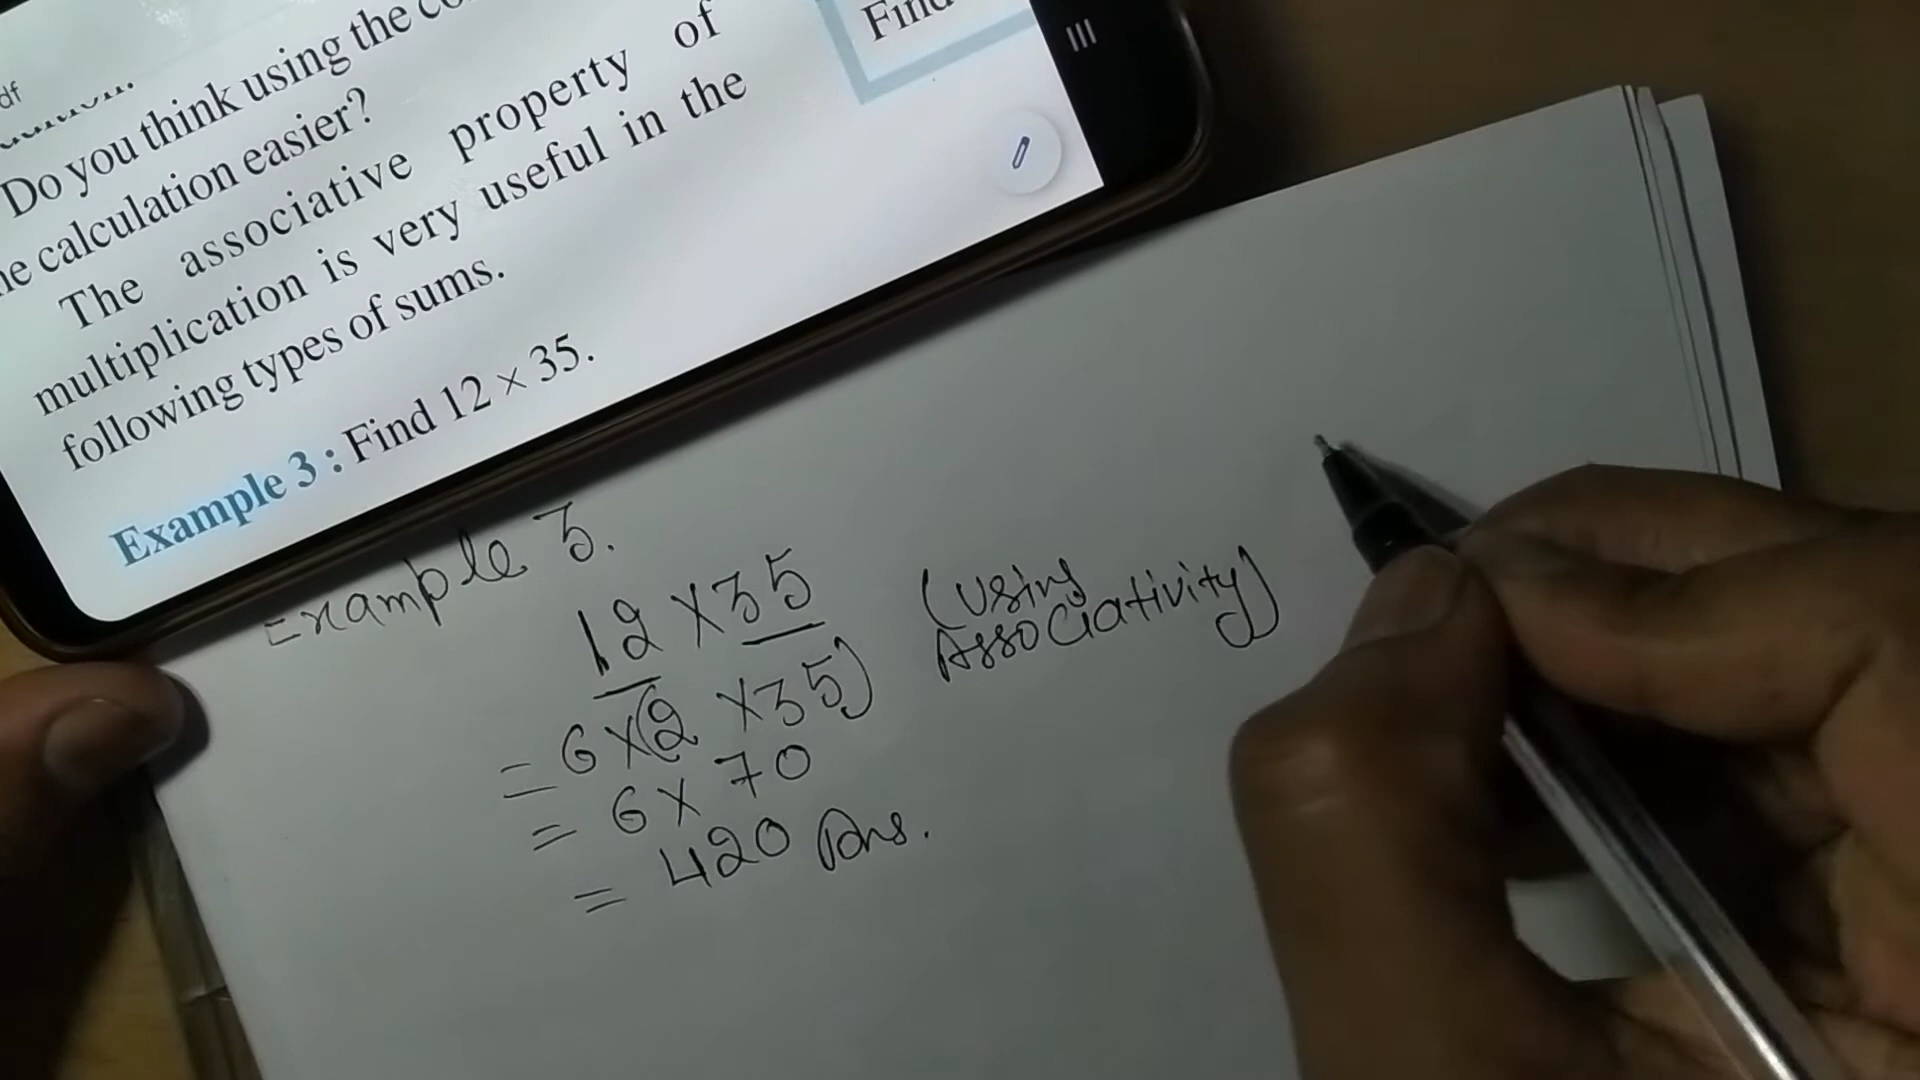 df
Do you think using the
calculation easier?
The associative property of
multiplication is very useful in the
following types of sums.
Example 3 : Find 12 × 35.
Find
Example 3.
12 × 35 (Using
Associativity)
= 6×(2 ×35)
= 6× 70
= 420 Ans.